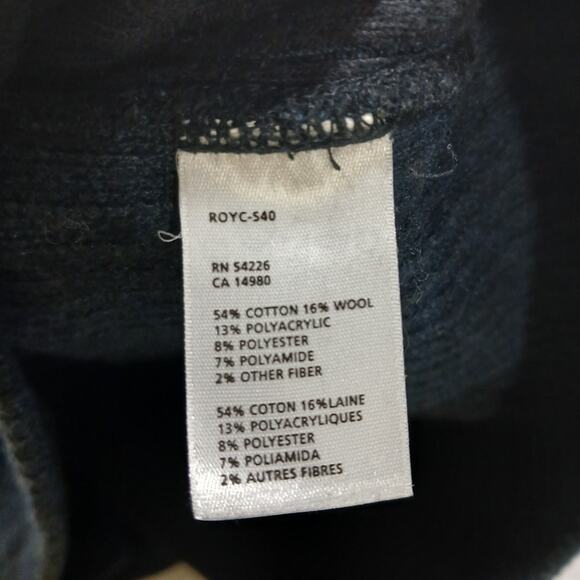 ROYC-S40
RN 54226
CA 14980
54% COTTON 16% WOOL
13% POLYACRYLIC
8% POLYESTER
7% POLYAMIDE
2% OTHER FIBER
54% COTON 16%LAINE
13% POLYACRYLIQUES
8% POLYESTER
7% POLIAMIDA
2% AUTRES FIBRES